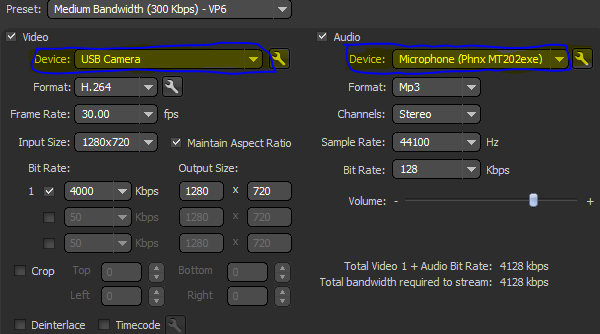 Preset: Medium Bandwidth (300 Kbps) - VP6
Video
Device: USB Camera
Format: H.264
Frame Rate: 30.00 fps
Input Size: 1280x720 Maintain Aspect Ratio
Bit Rate: Output Size:
1 4000 Kbps 1280 x 720
50 Kbps 1280 x 720
50 Kbps 1280 x 720
Crop Top 0 Bottom 0
Left 0 Right 0
Deinterlace Timecode
Audio
Device: Microphone (Phnx MT202exe)
Format: Mp3
Channels: Stereo
Sample Rate: 44100 Hz
Bit Rate: 128 Kbps
Volume: - +
Total Video 1 + Audio Bit Rate: 4128 kbps
Total bandwidth required to stream: 4128 kbps